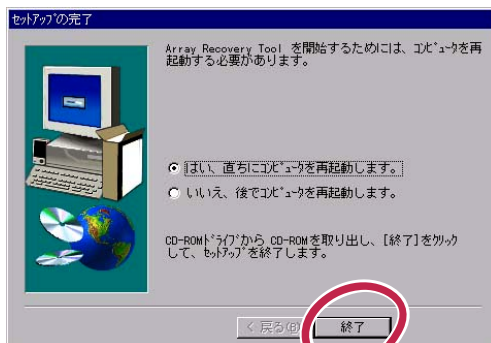 ｾｯﾄｱｯﾌﾟの完了
Array Recovery Tool を開始するためには、ｺﾝﾋﾟｭｰﾀを再
起動する必要があります。
はい、直ちにｺﾝﾋﾟｭｰﾀを再起動します。
いいえ、後でｺﾝﾋﾟｭｰﾀを再起動します。
CD-ROMﾄﾞﾗｲﾌﾞから CD-ROMを取り出し、[終了]をｸﾘｯｸ
して、ｾｯﾄｱｯﾌﾟを終了します。
< 戻る(B)
終了